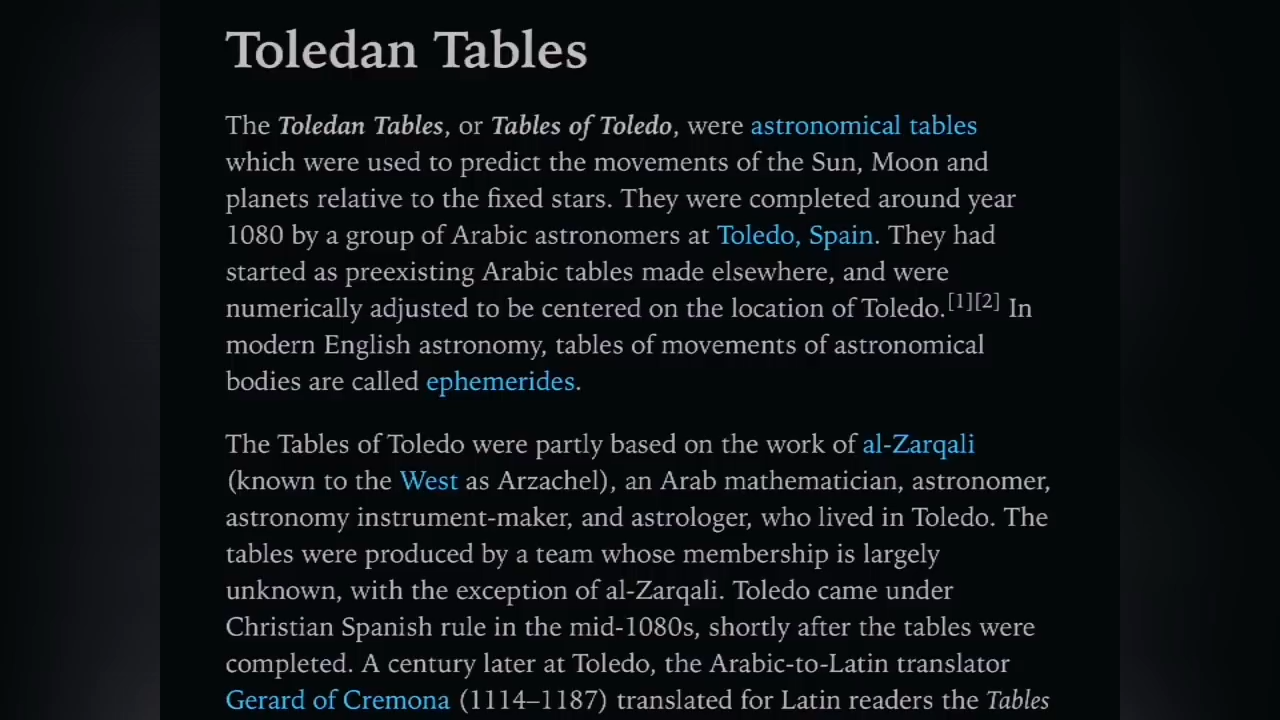 Toledan Tables
The Toledan Tables, or Tables of Toledo, were astronomical tables
which were used to predict the movements of the Sun, Moon and
planets relative to the fixed stars. They were completed around year
1080 by a group of Arabic astronomers at Toledo, Spain. They had
started as preexisting Arabic tables made elsewhere, and were
numerically adjusted to be centered on the location of Toledo.[1][2] In
modern English astronomy, tables of movements of astronomical
bodies are called ephemerides.
The Tables of Toledo were partly based on the work of al-Zarqali
(known to the West as Arzachel), an Arab mathematician, astronomer,
astronomy instrument-maker, and astrologer, who lived in Toledo. The
tables were produced by a team whose membership is largely
unknown, with the exception of al-Zarqali. Toledo came under
Christian Spanish rule in the mid-1080s, shortly after the tables were
completed. A century later at Toledo, the Arabic-to-Latin translator
Gerard of Cremona (1114–1187) translated for Latin readers the Tables